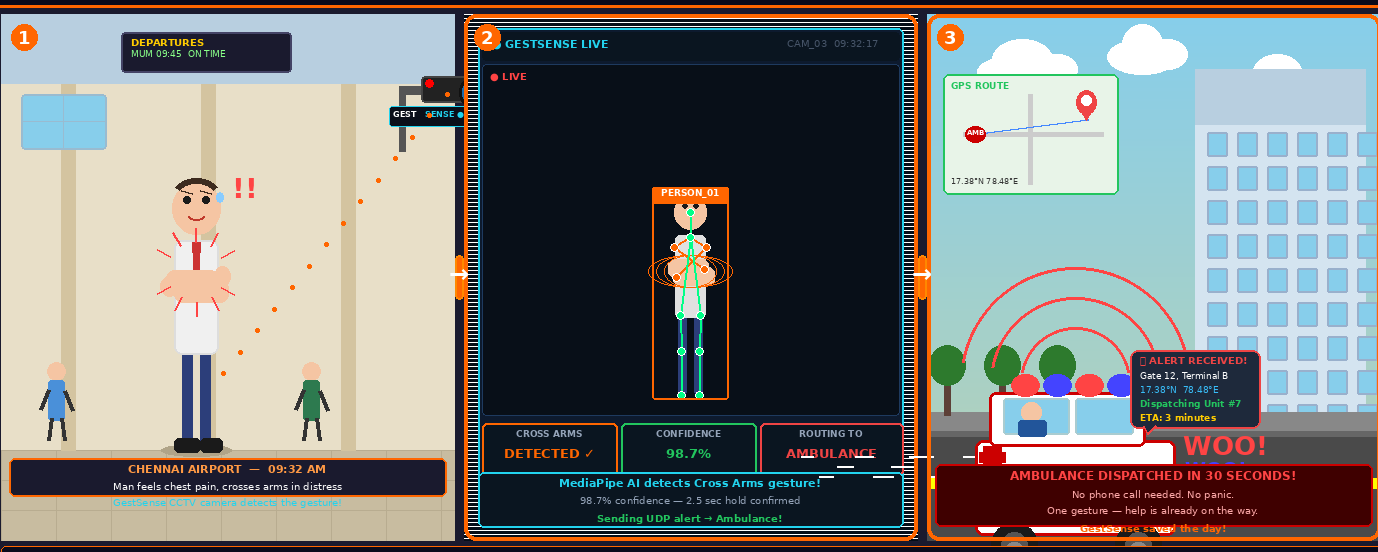 1
DEPARTURES
MUM 09:45 ON TIME
GEST SENSE
!!
CHENNAI AIRPORT — 09:32 AM
Man feels chest pain, crosses arms in distress
GestSense CCTV camera detects the gesture!
2
GESTSENSE LIVE
CAM_03 09:32:17
LIVE
PERSON_01
CROSS ARMS
DETECTED ✓
CONFIDENCE
98.7%
ROUTING TO
AMBULANCE
MediaPipe AI detects Cross Arms gesture!
98.7% confidence — 2.5 sec hold confirmed
Sending UDP alert → Ambulance!
3
GPS ROUTE
AMB
17.38°N 78.48°E
ALERT RECEIVED!
Gate 12, Terminal B
17.38°N 78.48°E
Dispatching Unit #7
ETA: 3 minutes
WOO!
AMBULANCE DISPATCHED IN 30 SECONDS!
No phone call needed. No panic.
One gesture — help is already on the way.
GestSense saved the day!